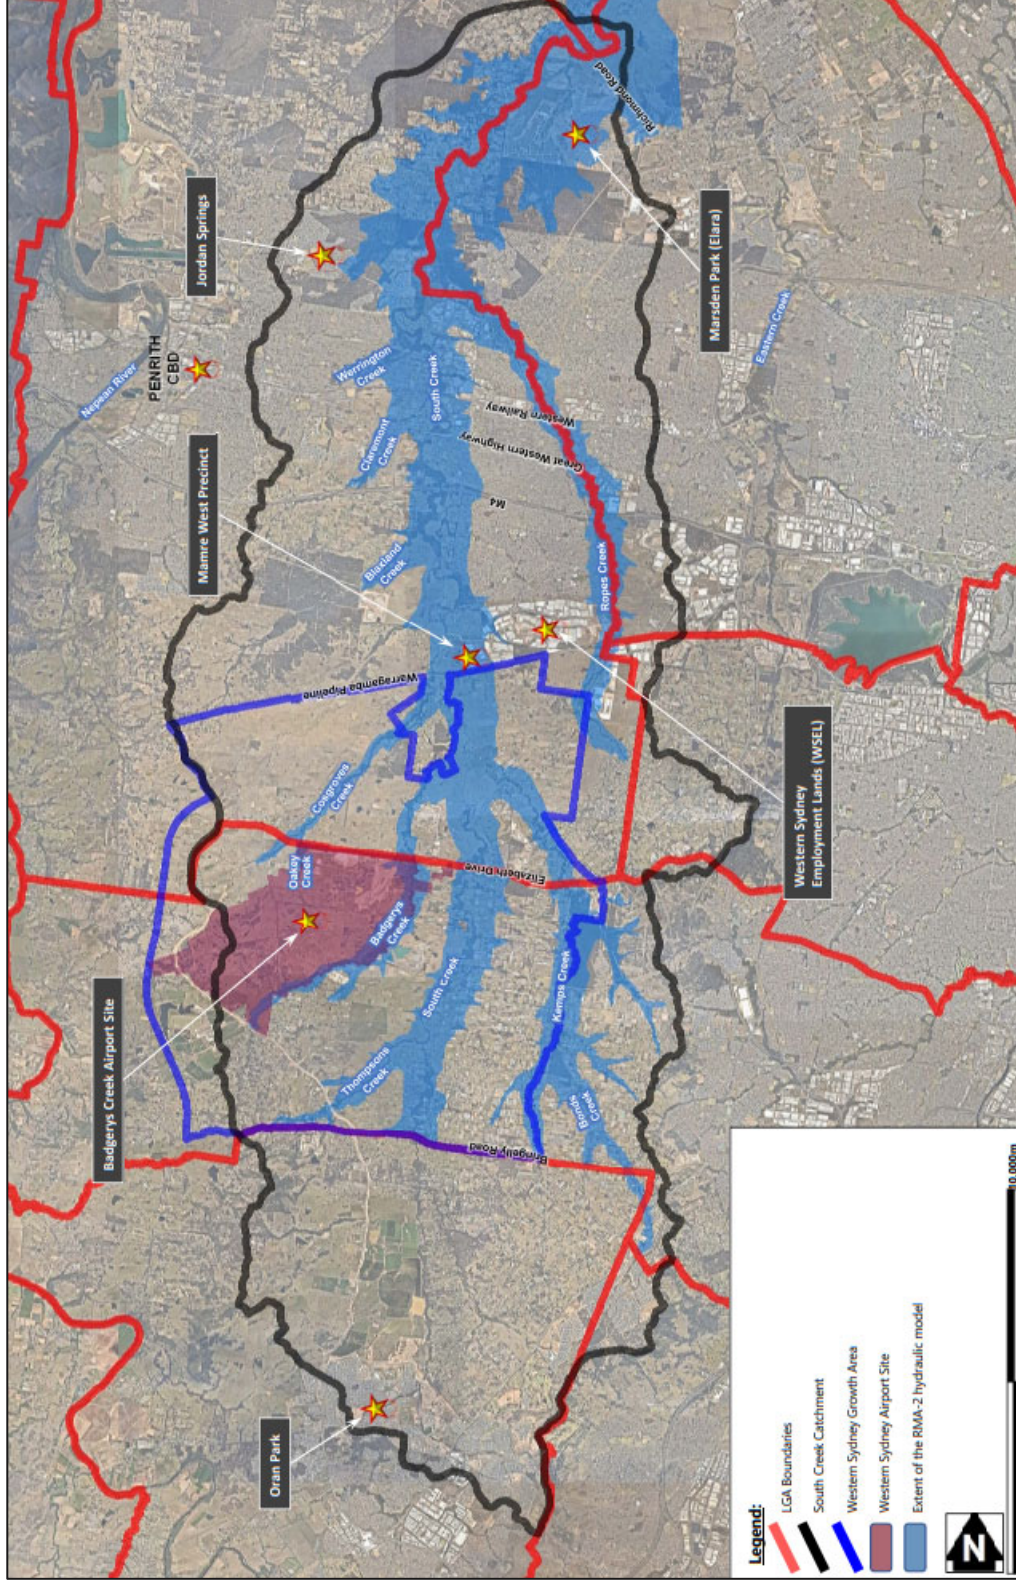 Jordan Springs
PENRITH
CBD
Nepean River
Mamre West Precinct
Badgerys Creek Airport Site
Oran Park
Marsden Park (Elara)
Western Sydney
Employment Lands (WSEL)
Richmond Road
Eastern Creek
Werrington
Creek
South Creek
Claremont
Creek
Western Railway
Great Western Highway
M4
Blaxland
Creek
Ropes Creek
Warragamba Pipeline
Cosgroves
Creek
Oakey
Creek
Elizabeth Drive
Badgerys
Creek
South Creek
Kemps Creek
Thompsons
Creek
Bonds
Creek
Bringelly Road
Legend:
LGA Boundaries
South Creek Catchment
Western Sydney Growth Area
Western Sydney Airport Site
Extent of the RMA-2 hydraulic model
N
10,000m